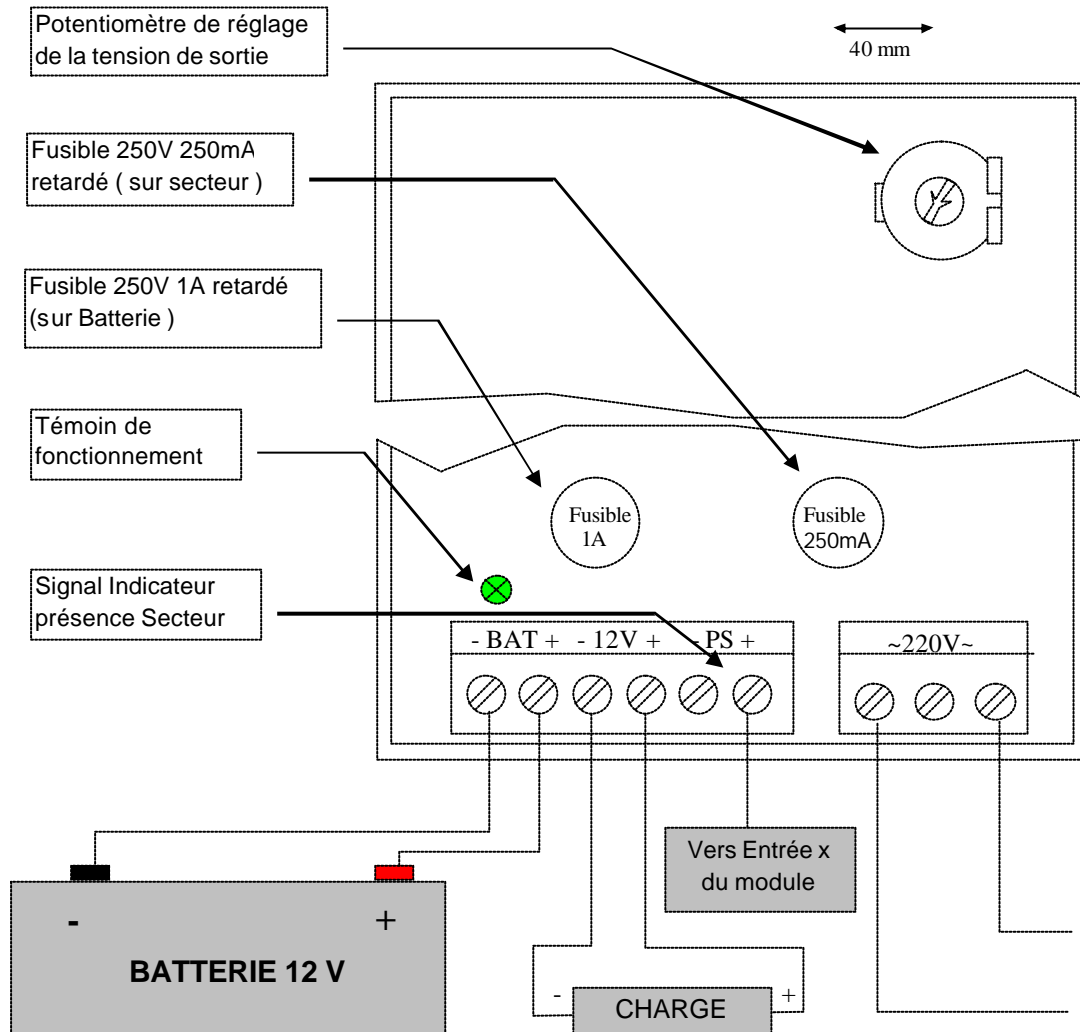 Potentiomètre de réglage
de la tension de sortie
40 mm
Fusible 250V 250mA
retardé ( sur secteur )
Fusible 250V 1A retardé
(sur Batterie )
Témoin de
fonctionnement
Fusible
1A
Fusible
250mA
Signal Indicateur
présence Secteur
- BAT + - 12V + - PS +
~220V~
Vers Entrée x
du module
- +
BATTERIE 12 V
- CHARGE +